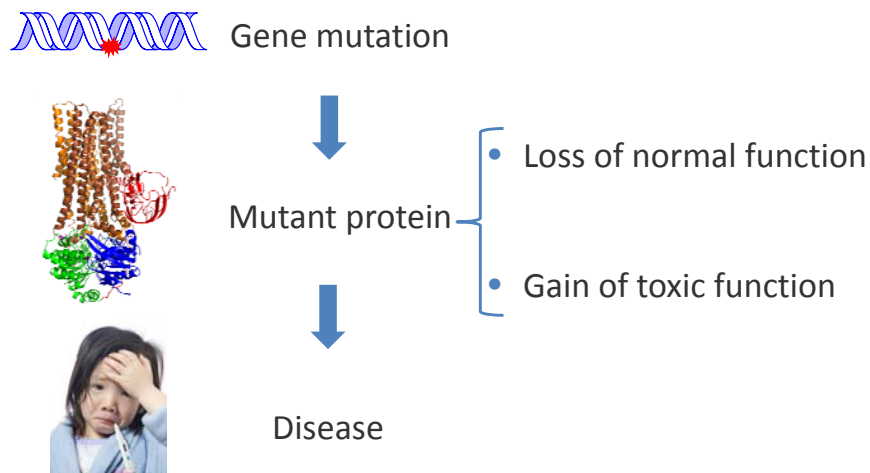 Gene mutation
• Loss of normal function
Mutant protein
• Gain of toxic function
Disease